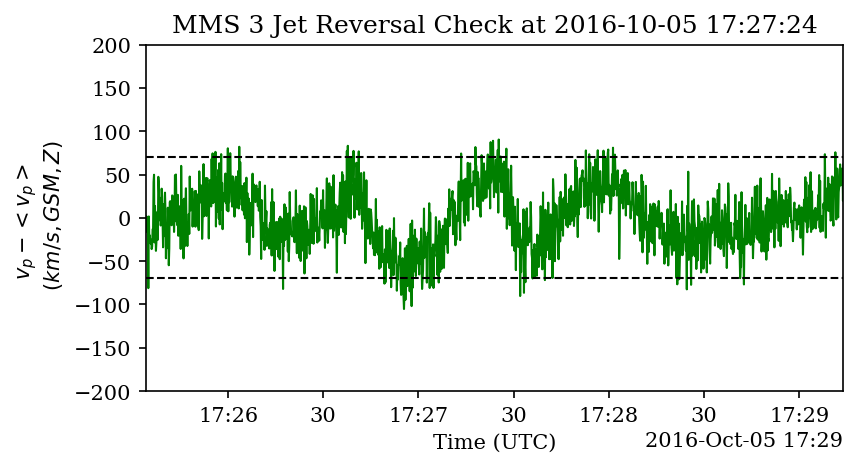 MMS 3 Jet Reversal Check at 2016-10-05 17:27:24
200
150
100
50
0
−50
−100
−150
−200
v_p − < v_p >
(km/s, GSM, Z)
17:26 30 17:27 30 17:28 30 17:29
Time (UTC)
2016-Oct-05 17:29